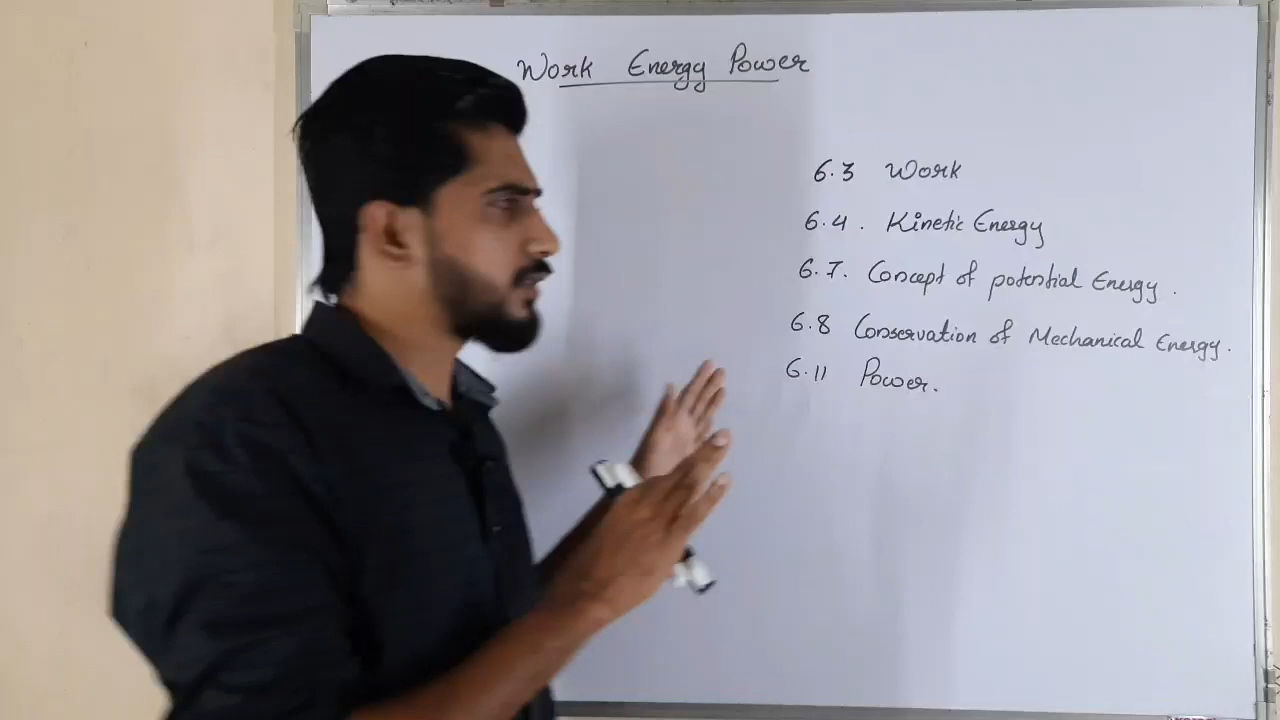 Work Energy Power
6.3 Work
6.4. Kinetic Energy
6.7. Concept of potential Energy.
6.8 Conservation of Mechanical Energy.
6.11 Power.